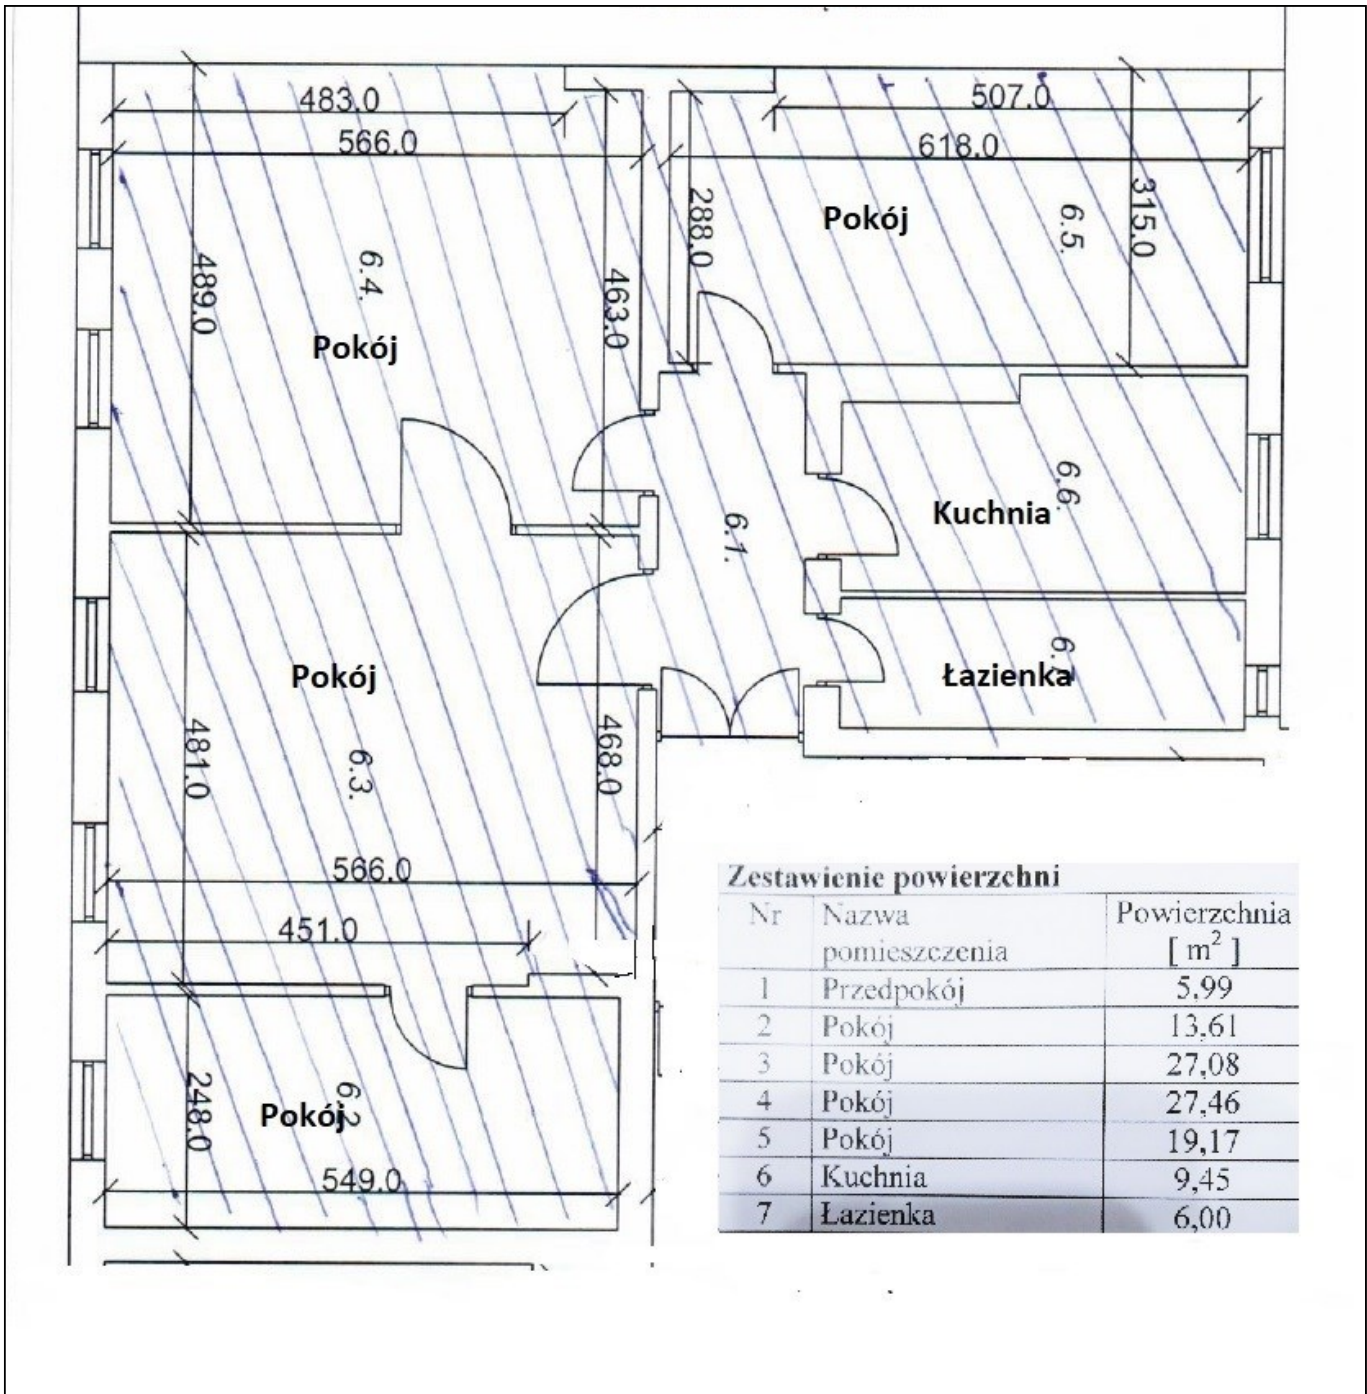 483.0
507.0
566.0
618.0
288.0
315.0
Pokój
6.5.
489.0
6.4.
463.0
Pokój
6.6.
Kuchnia
6.1.
Pokój
Łazienka
481.0
6.3.
468.0
566.0
451.0
248.0
6.2
Pokój
549.0
Zestawienie powierzchni
Nr Nazwa pomieszczenia Powierzchnia [ m² ]
1 Przedpokój 5,99
2 Pokój 13,61
3 Pokój 27,08
4 Pokój 27,46
5 Pokój 19,17
6 Kuchnia 9,45
7 Łazienka 6,00